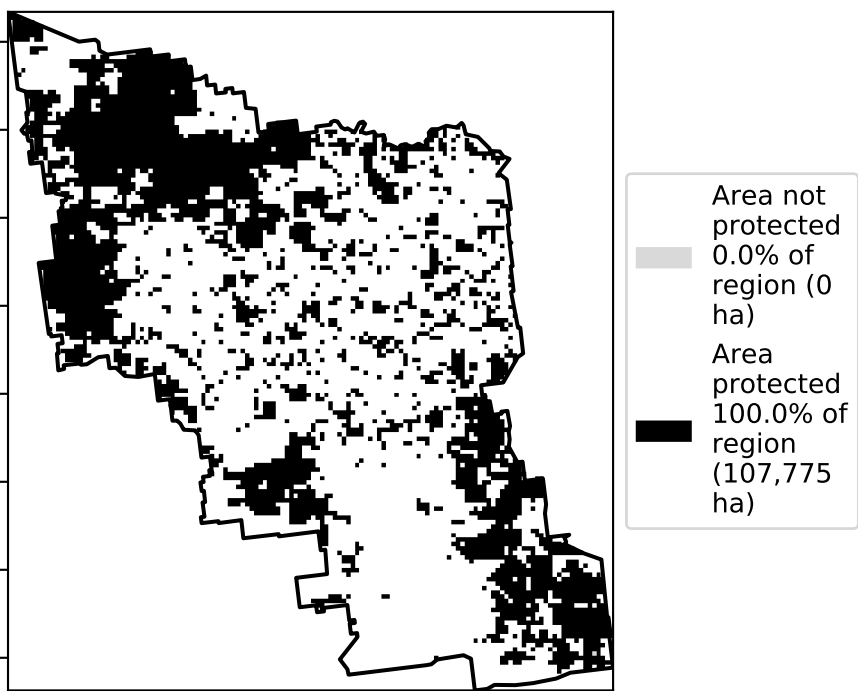 Area not
protected
0.0% of
region (0
ha)
Area
protected
100.0% of
region
(107,775
ha)